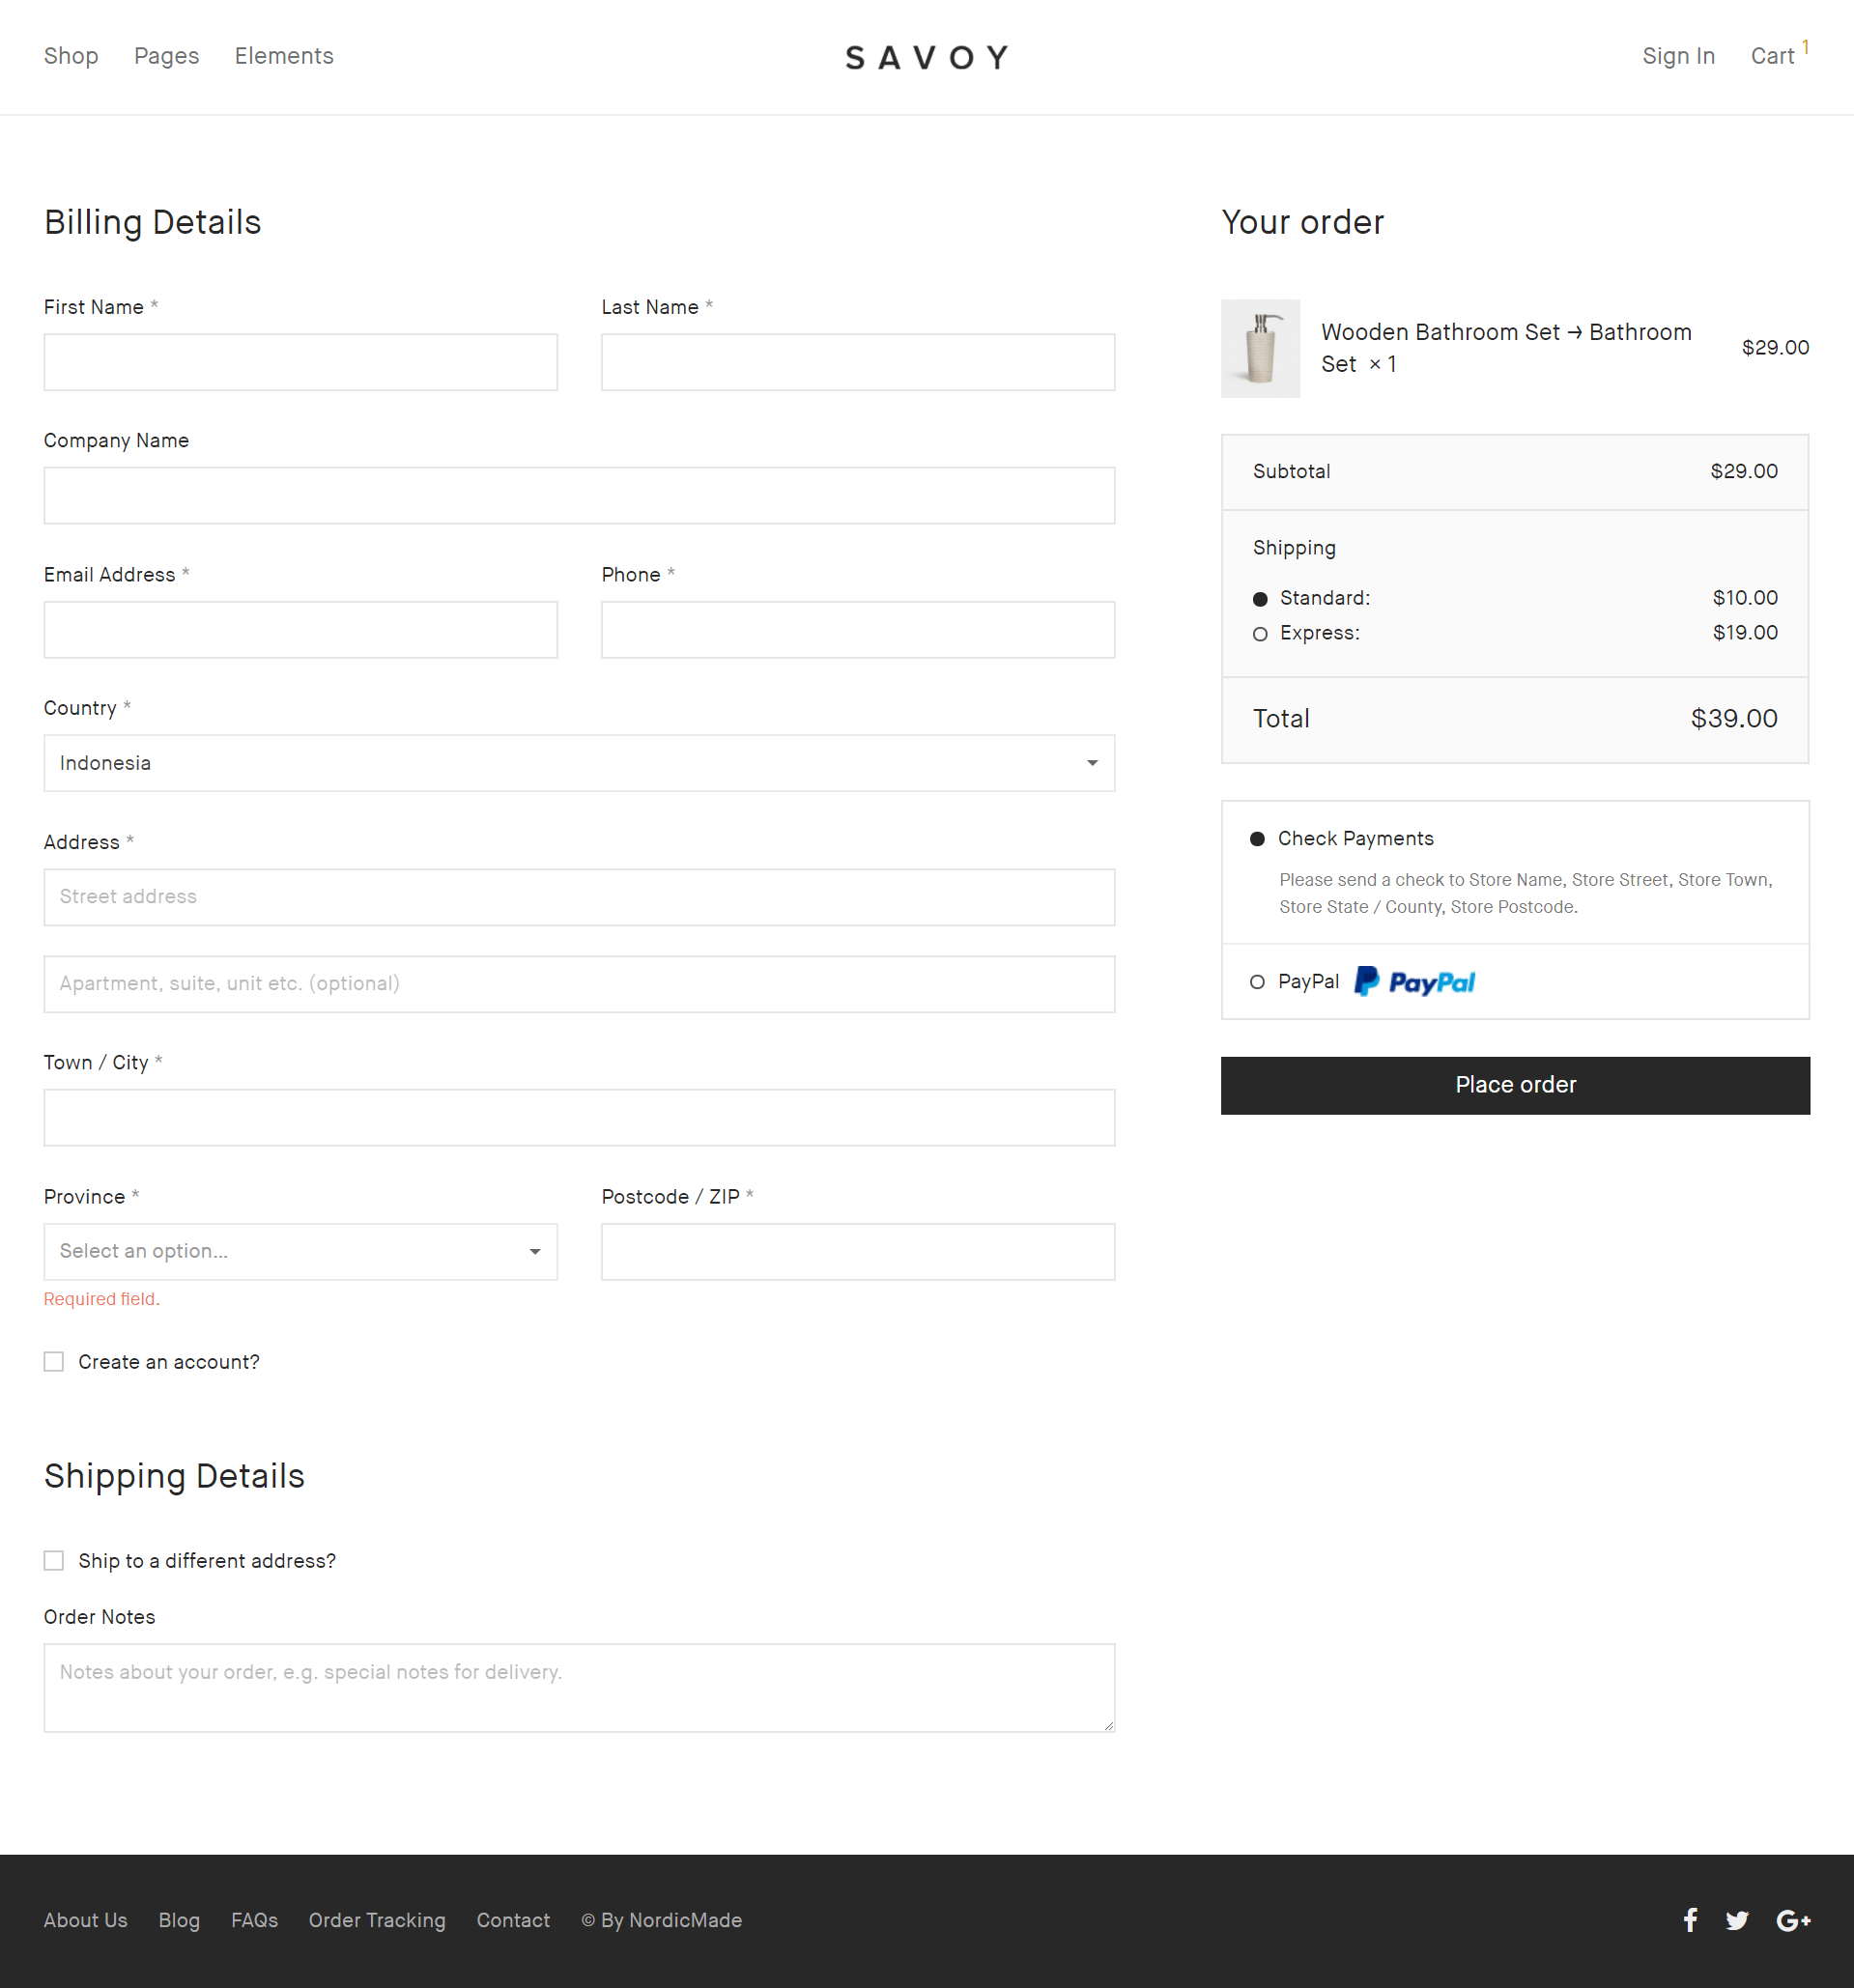 Shop Pages Elements
SAVOY
Sign In Cart 1
Billing Details
First Name *
Last Name *
Company Name
Email Address *
Phone *
Country *
Indonesia
Address *
Street address
Apartment, suite, unit etc. (optional)
Town / City *
Province *
Postcode / ZIP *
Select an option...
Required field.
Create an account?
Shipping Details
Ship to a different address?
Order Notes
Notes about your order, e.g. special notes for delivery.
Your order
Wooden Bathroom Set → Bathroom
Set × 1
$29.00
Subtotal $29.00
Shipping
Standard: $10.00
Express: $19.00
Total $39.00
Check Payments
Please send a check to Store Name, Store Street, Store Town,
Store State / County, Store Postcode.
PayPal PayPal
Place order
About Us Blog FAQs Order Tracking Contact © By NordicMade